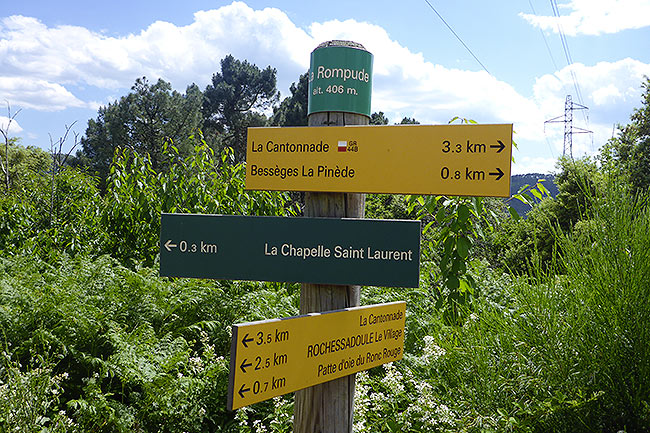 Rompude
alt. 406 m.
La Cantonnade GR 44B 3.3 km →
Bessèges La Pinède 0.8 km →
← 0.3 km La Chapelle Saint Laurent
← 3.5 km La Cantonnade
← 2.5 km ROCHESSADOULE Le Village
← 0.7 km Patte d'oie du Ronc Rouge